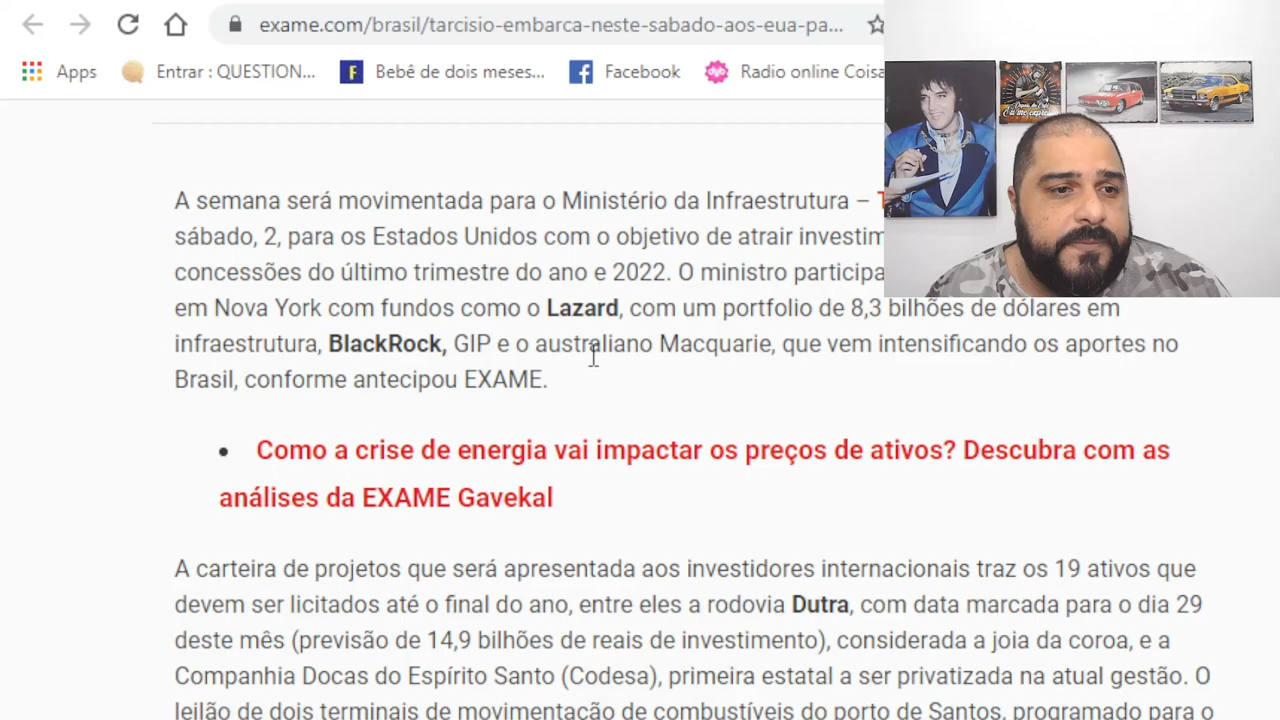 exame.com/brasil/tarcisio-embarca-neste-sabado-aos-eua-pa...
Apps Entrar : QUESTION... Bebê de dois meses... Facebook Radio online Coisa
A semana será movimentada para o Ministério da Infraestrutura – T
sábado, 2, para os Estados Unidos com o objetivo de atrair investim
concessões do último trimestre do ano e 2022. O ministro participa
em Nova York com fundos como o Lazard, com um portfolio de 8,3 bilhões de dólares em
infraestrutura, BlackRock, GIP e o australiano Macquarie, que vem intensificando os aportes no
Brasil, conforme antecipou EXAME.
• Como a crise de energia vai impactar os preços de ativos? Descubra com as
análises da EXAME Gavekal
A carteira de projetos que será apresentada aos investidores internacionais traz os 19 ativos que
devem ser licitados até o final do ano, entre eles a rodovia Dutra, com data marcada para o dia 29
deste mês (previsão de 14,9 bilhões de reais de investimento), considerada a joia da coroa, e a
Companhia Docas do Espírito Santo (Codesa), primeira estatal a ser privatizada na atual gestão. O
leilão de dois terminais de movimentação de combustíveis do porto de Santos, programado para o